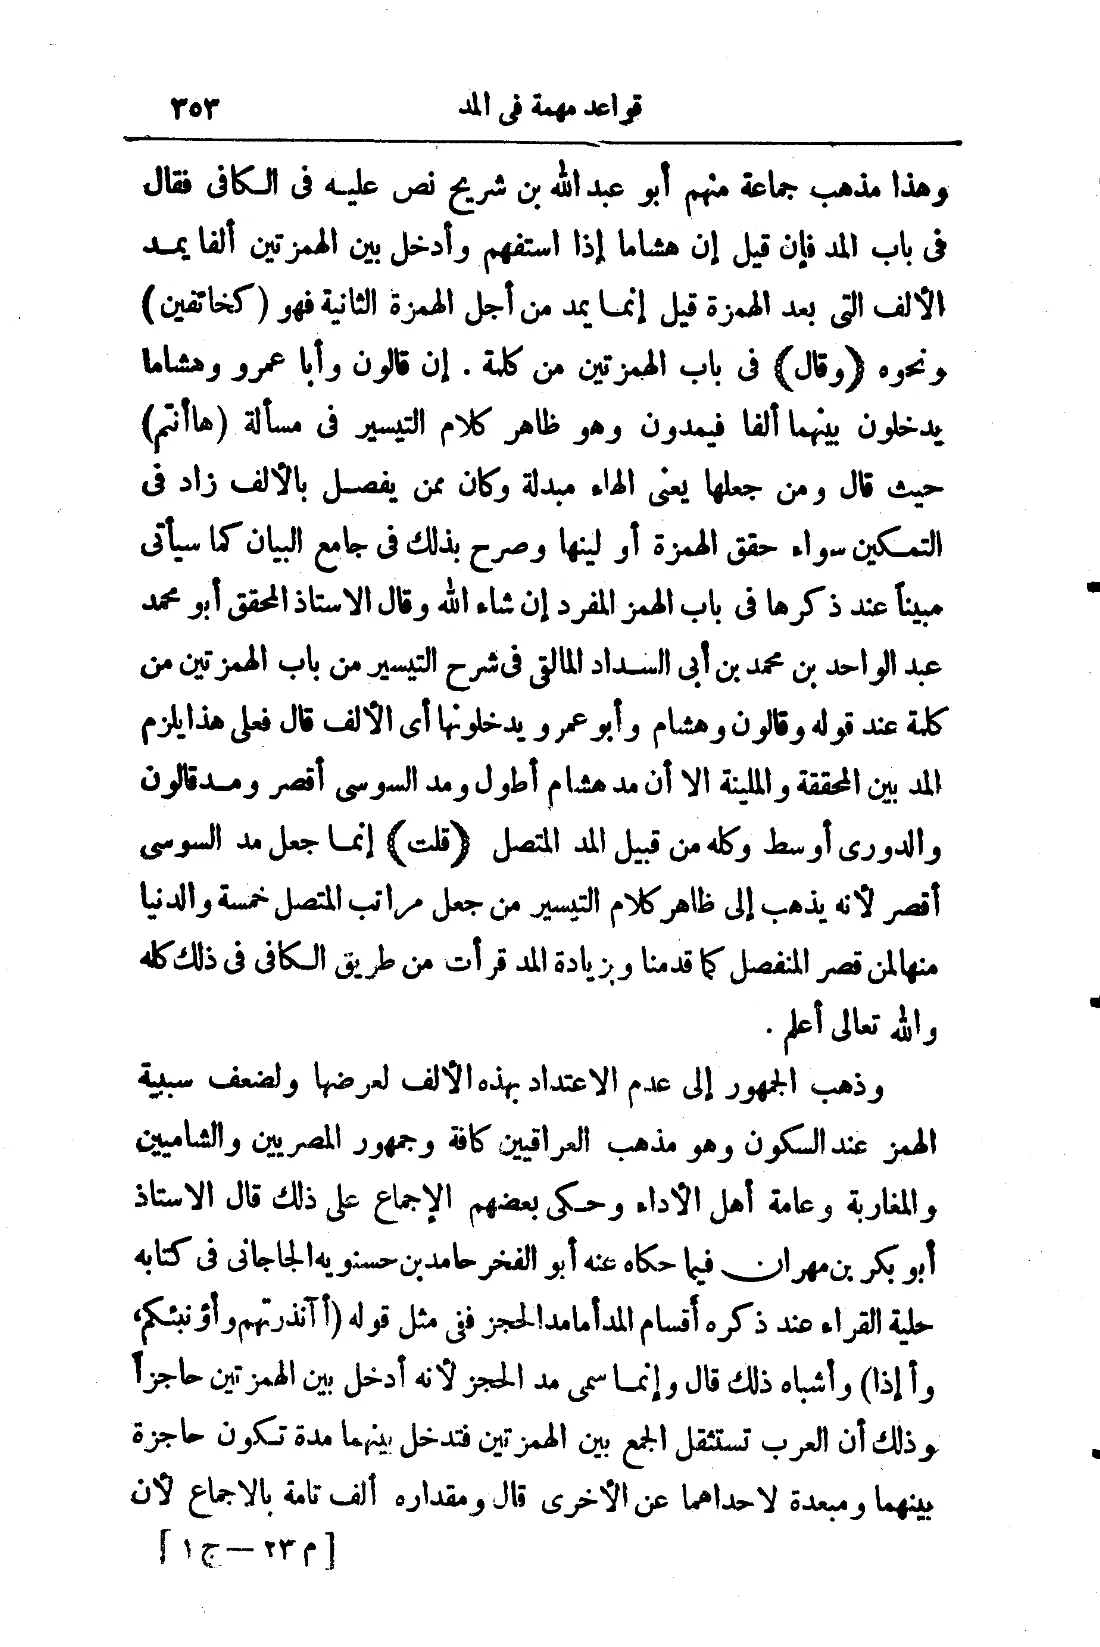 قواعد مهمة فى المد ٣٥٣
وهذا مذهب جماعة منهم أبو عبد الله بن شريح نص عليه فى الكافى فقال
فى باب المد فإن قيل إن هشاما إذا استفهم وأدخل بين الهمزتين ألفا يمد
الألف التى بعد الهمزة قيل إنما يمد من أجل الهمزة الثانية فهو (كخائفين)
ونحوه (وقال) فى باب الهمزتين من كلمة . إن قالون وأبا عمرو وهشاما
يدخلون بينهما ألفا فيمدون وهو ظاهر كلام التيسير فى مسألة (هاأنتم)
حيث قال ومن جعلها يعنى الهاء مبدلة وكان ممن يفصل بالألف زاد فى
التمكين سواء حقق الهمزة أو لينها وصرح بذلك فى جامع البيان كما سيأتى
مبيناً عند ذكرها فى باب الهمز المفرد إن شاء الله وقال الاستاذ المحقق أبو محمد
عبد الواحد بن محمد بن أبى السداد المالقى فى شرح التيسير من باب الهمزتين من
كلمة عند قوله وقالون وهشام وأبو عمرو يدخلونها أى الألف قال فعلى هذا يلزم
المد بين المحققة والملينة الا أن مد هشام أطول ومد السوسى أقصر ومد قالون
والدورى أوسط وكله من قبيل المد المتصل (قلت) إنما جعل مد السوسى
أقصر لأنه يذهب إلى ظاهر كلام التيسير من جعل مراتب المتصل خمسة والدنيا
منها لمن قصر المنفصل كما قدمنا وبزيادة المد قرأت من طريق الكافى فى ذلك كله
والله تعالى أعلم .
وذهب الجمهور إلى عدم الاعتداد بهذه الألف لعرضها ولضعف سببية
الهمز عند السكون وهو مذهب العراقيين كافة وجمهور المصريين والشاميين
والمغاربة وعامة أهل الأداء وحكى بعضهم الإجماع على ذلك قال الاستاذ
أبو بكر بن مهران فيما حكاه عنه أبو الفخر حامد بن حسنويه الجاجانى فى كتابه
حلية القراء عند ذكره أقسام المد أما مد الحجز ففى مثل قوله (أآنذرتهم وأؤنبئكم،
وأإذا) وأشباه ذلك قال وإنما سمى مد الحجز لأنه أدخل بين الهمزتين حاجزاً
وذلك أن العرب تستثقل الجمع بين الهمزتين فتدخل بينهما مدة تكون حاجزة
بينهما ومبعدة لاحداهما عن الأخرى قال ومقداره ألف تامة بالاجماع لأن
[م ٢٣ — ج ١]